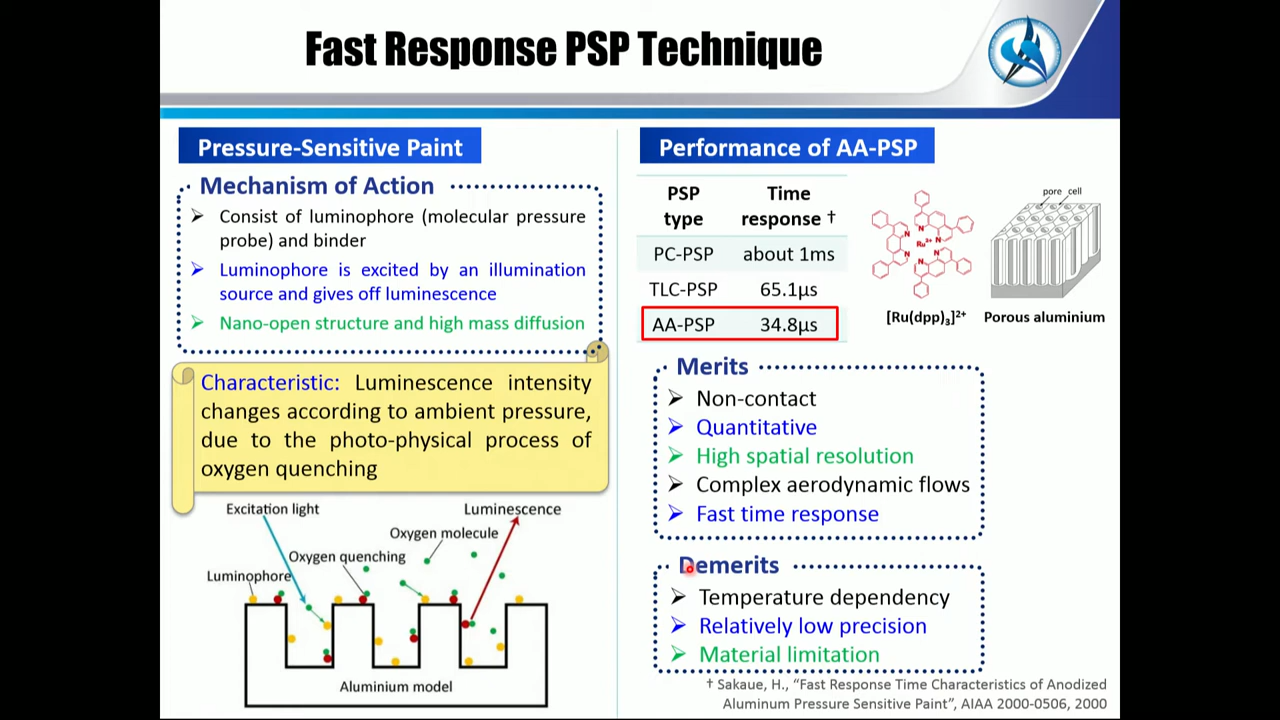 Fast Response PSP Technique
Pressure-Sensitive Paint
Mechanism of Action
Consist of luminophore (molecular pressure
probe) and binder
Luminophore is excited by an illumination
source and gives off luminescence
Nano-open structure and high mass diffusion
Characteristic: Luminescence intensity
changes according to ambient pressure,
due to the photo-physical process of
oxygen quenching
Excitation light
Luminescence
Oxygen molecule
Oxygen quenching
Luminophore
Aluminium model
Performance of AA-PSP
PSP type Time response †
PC-PSP about 1ms
TLC-PSP 65.1µs
AA-PSP 34.8µs
N N N N N N Ru²⁺
[Ru(dpp)₃]²⁺
pore cell
Porous aluminium
Merits
Non-contact
Quantitative
High spatial resolution
Complex aerodynamic flows
Fast time response
Demerits
Temperature dependency
Relatively low precision
Material limitation
† Sakaue, H., “Fast Response Time Characteristics of Anodized
Aluminum Pressure Sensitive Paint”, AIAA 2000-0506, 2000